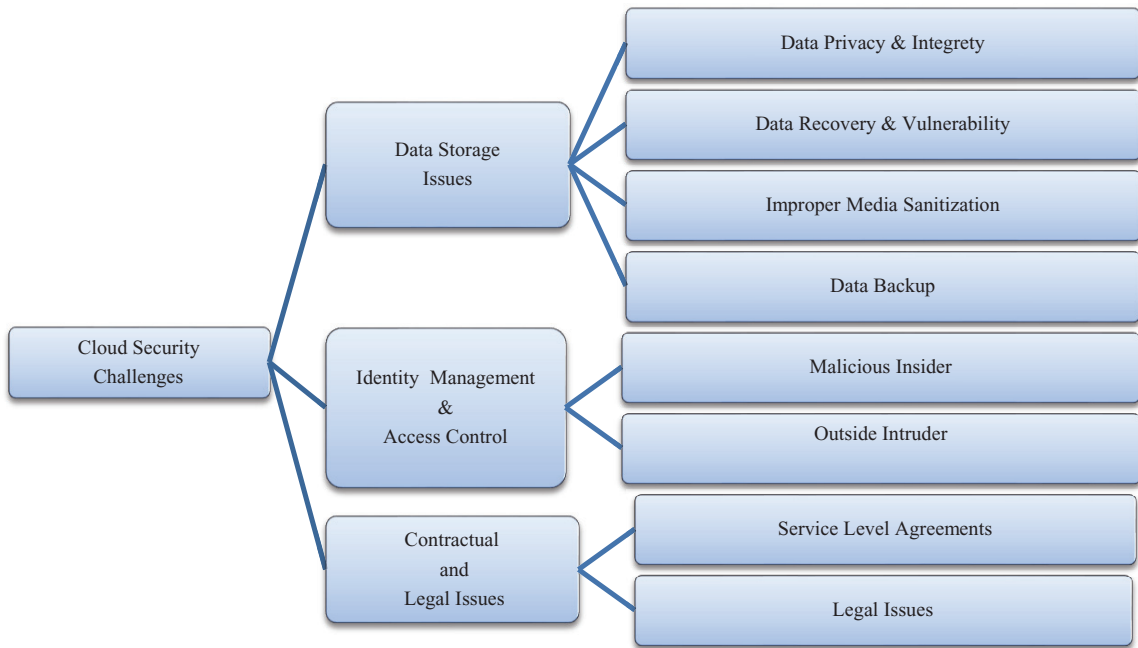 Cloud Security
Challenges
Data Storage
Issues
Data Privacy & Integrety
Data Recovery & Vulnerability
Improper Media Sanitization
Data Backup
Identity Management
&
Access Control
Malicious Insider
Outside Intruder
Contractual
and
Legal Issues
Service Level Agreements
Legal Issues